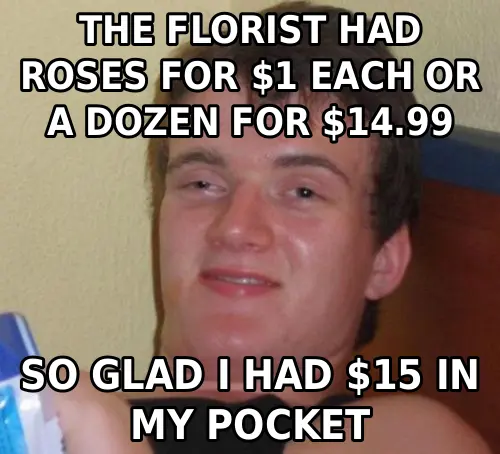 THE FLORIST HAD
ROSES FOR $1 EACH OR
A DOZEN FOR $14.99
SO GLAD I HAD $15 IN
MY POCKET